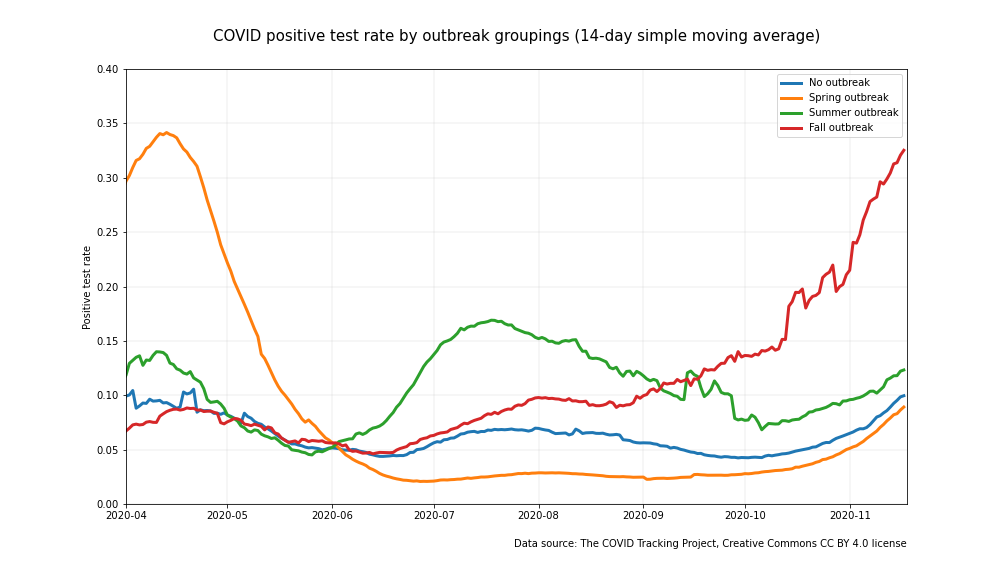 COVID positive test rate by outbreak groupings (14-day simple moving average)
0.40
0.35
0.30
0.25
0.20
0.15
0.10
0.05
0.00
Positive test rate
No outbreak
Spring outbreak
Summer outbreak
Fall outbreak
2020-04 2020-05 2020-06 2020-07 2020-08 2020-09 2020-10 2020-11
Data source: The COVID Tracking Project, Creative Commons CC BY 4.0 license